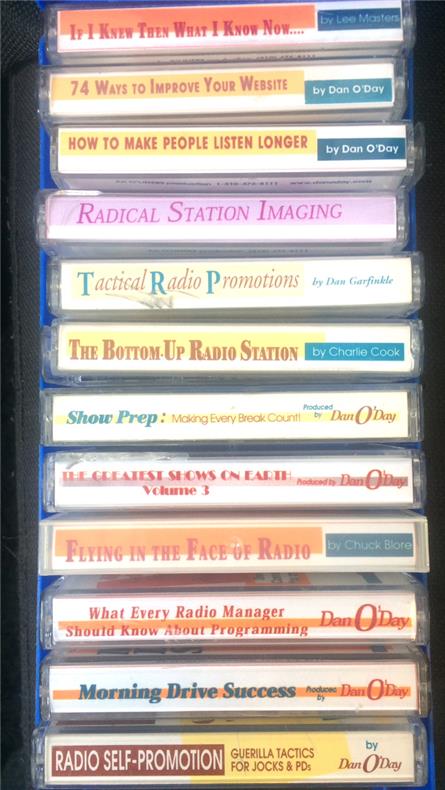 IF I KNEW THEN WHAT I KNOW NOW.... by Lee Masters
74 WAYS TO IMPROVE YOUR WEBSITE by Dan O'Day
HOW TO MAKE PEOPLE LISTEN LONGER by Dan O'Day
RADICAL STATION IMAGING
Tactical Radio Promotions by Dan Garfinkle
THE BOTTOM-UP RADIO STATION by Charlie Cook
Show Prep: Making Every Break Count! Produced by Dan O'Day
THE GREATEST SHOWS ON EARTH
Volume 3 Produced by Dan O'Day
FLYING IN THE FACE OF RADIO by Chuck Blore
What Every Radio Manager
Should Know About Programming Dan O'Day
Morning Drive Success Produced by Dan O'Day
RADIO SELF-PROMOTION GUERILLA TACTICS
FOR JOCKS & PDs by Dan O'Day